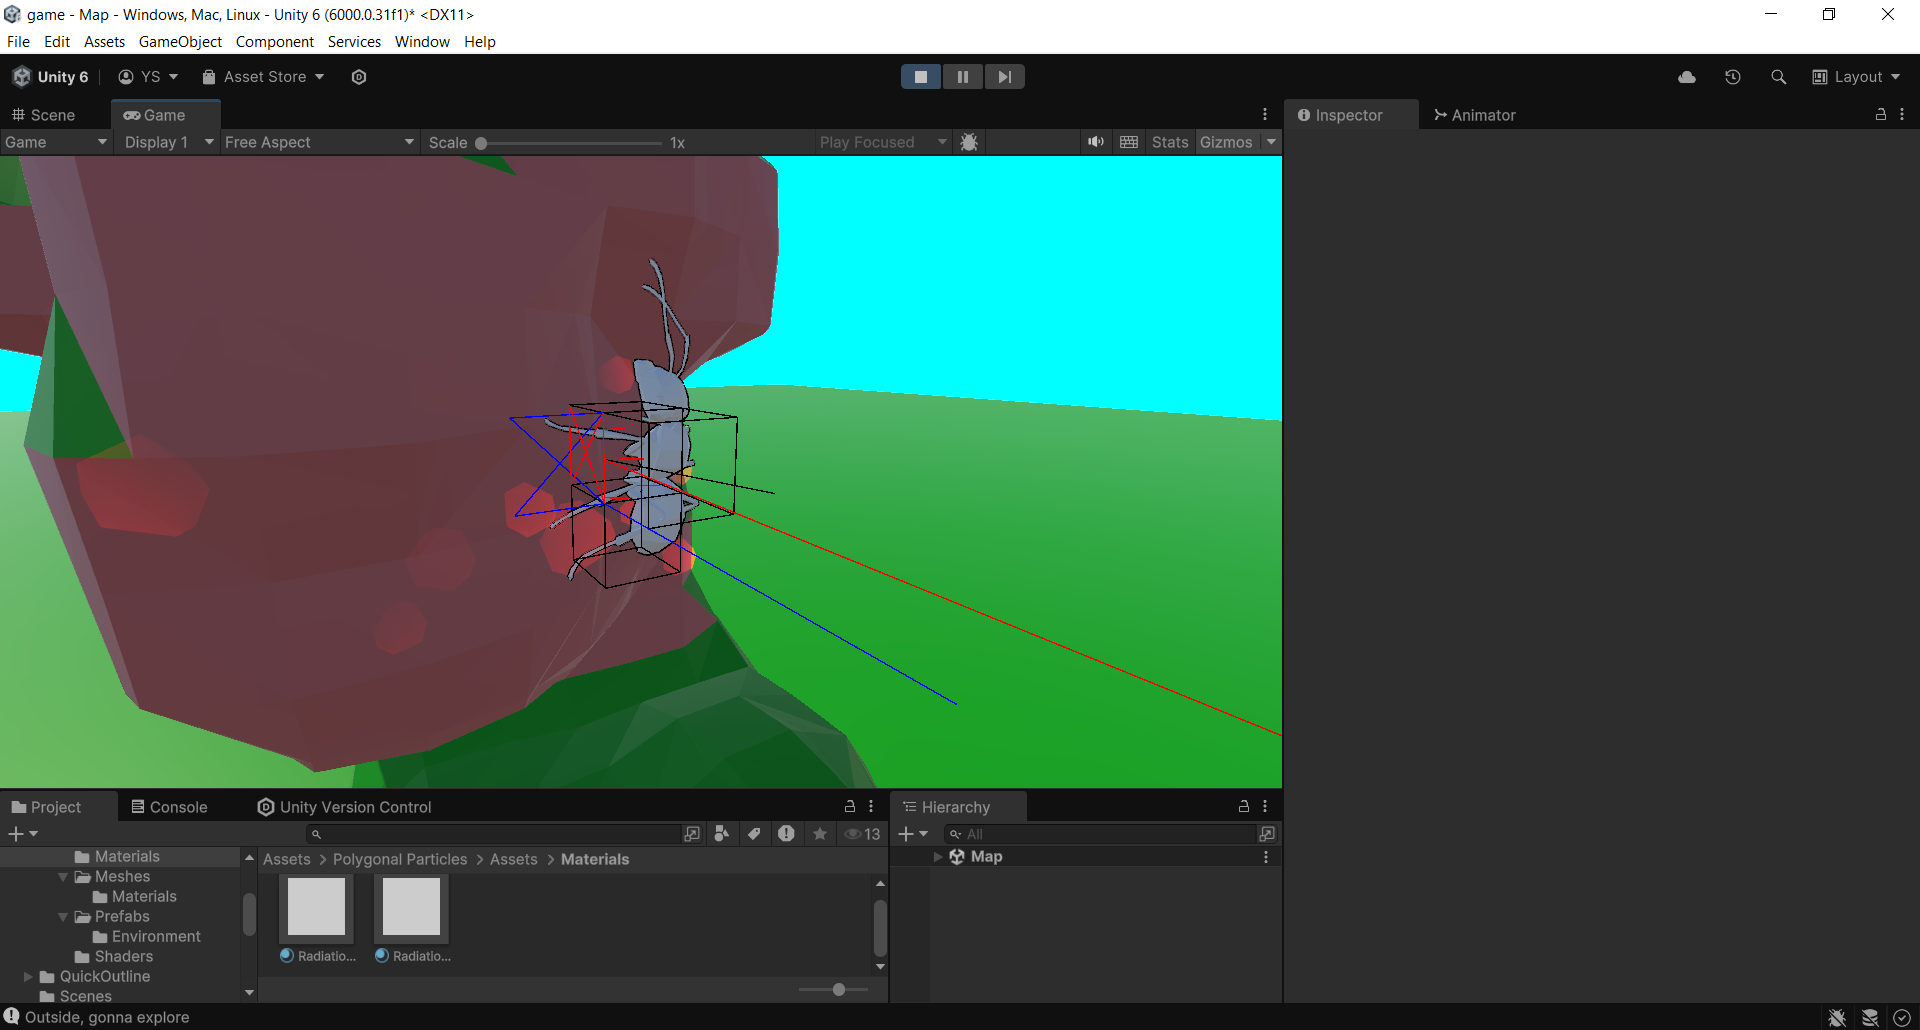 game - Map - Windows, Mac, Linux - Unity 6 (6000.0.31f1)* <DX11>
File Edit Assets GameObject Component Services Window Help
Unity 6 YS Asset Store Layout
Scene Game Inspector Animator
Game Display 1 Free Aspect Scale 1x Play Focused Stats Gizmos
Project Console Unity Version Control Hierarchy
13 All
Materials Assets > Polygonal Particles > Assets > Materials Map
Meshes
Materials
Prefabs
Environment
Shaders Radiatio... Radiatio...
QuickOutline
Scenes
Outside, gonna explore